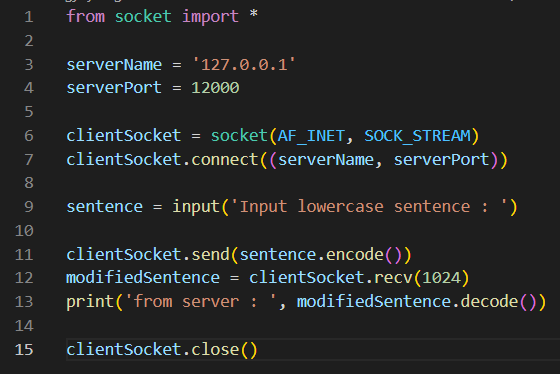 1 from socket import *
2
3 serverName = '127.0.0.1'
4 serverPort = 12000
5
6 clientSocket = socket(AF_INET, SOCK_STREAM)
7 clientSocket.connect((serverName, serverPort))
8
9 sentence = input('Input lowercase sentence : ')
10
11 clientSocket.send(sentence.encode())
12 modifiedSentence = clientSocket.recv(1024)
13 print('from server : ', modifiedSentence.decode())
14
15 clientSocket.close()